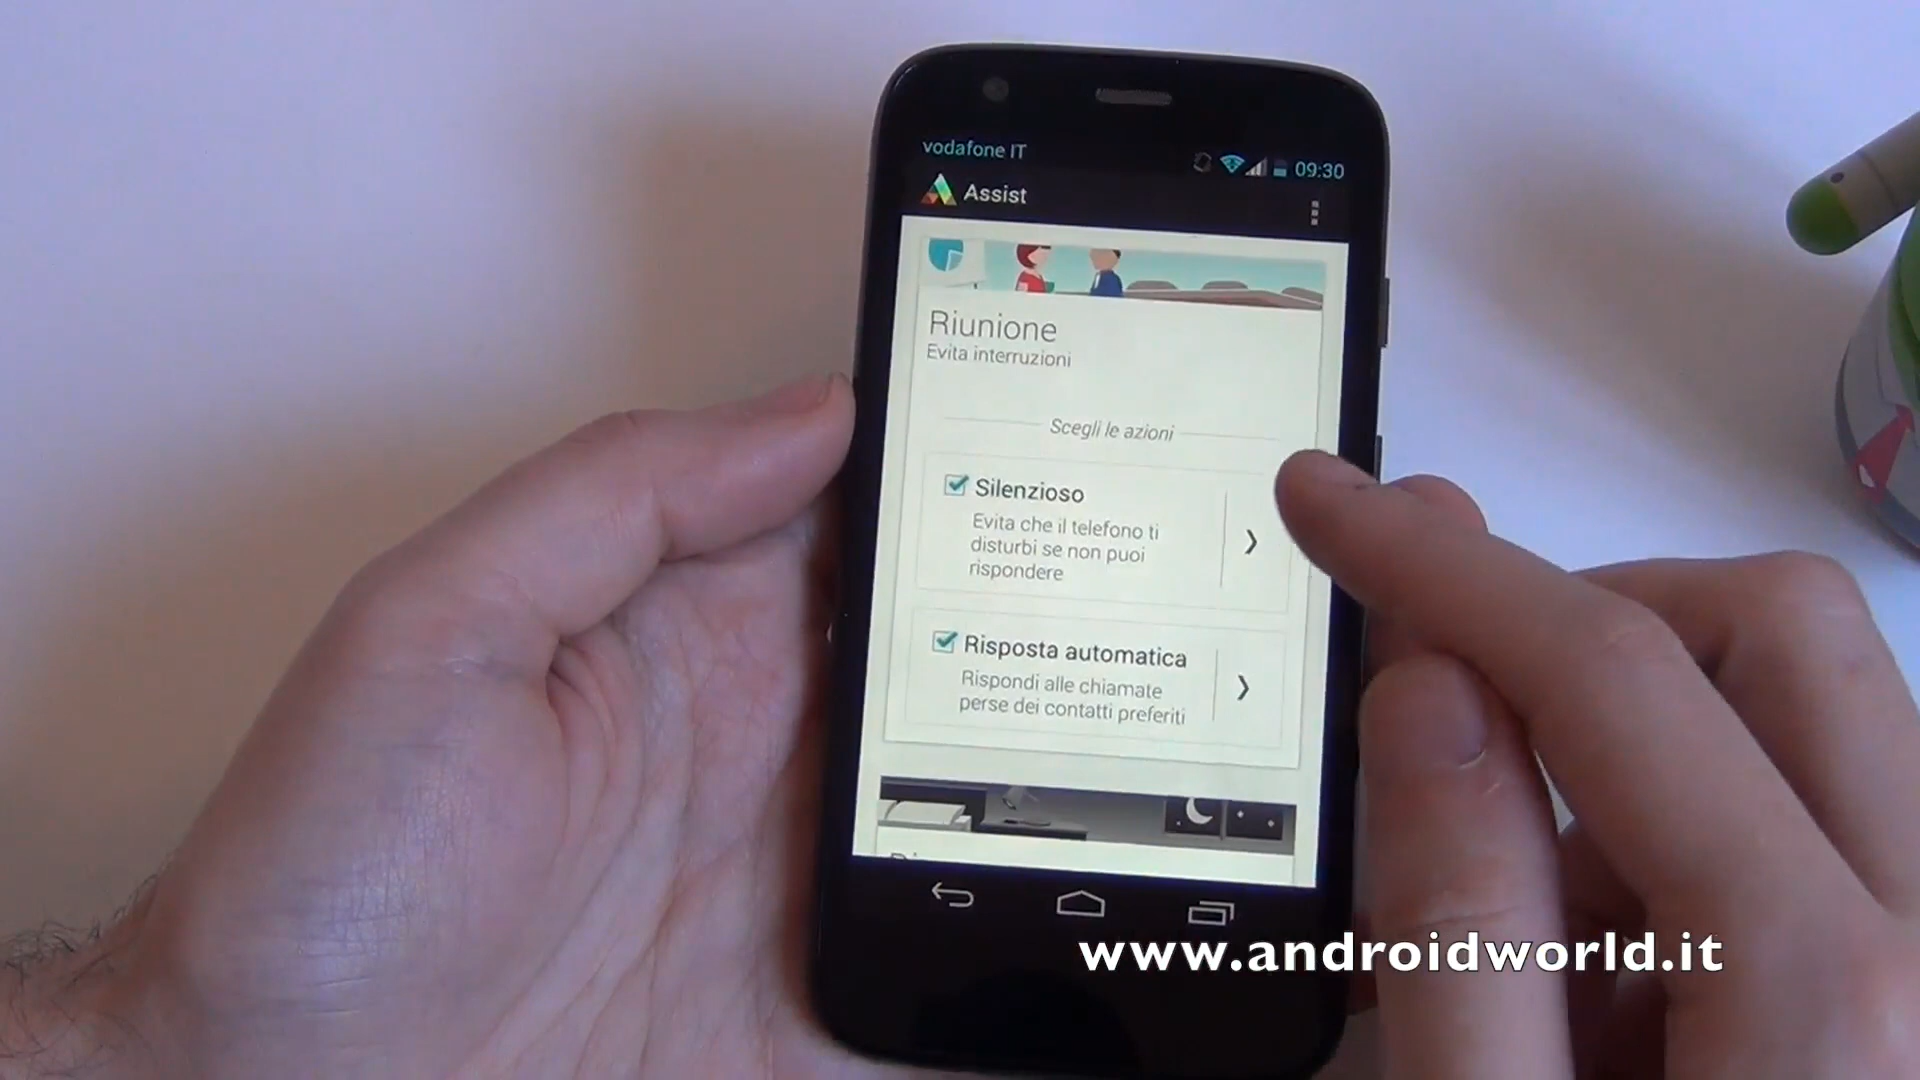 vodafone IT
09:30
Assist
Riunione
Evita interruzioni
Scegli le azioni
Silenzioso
Evita che il telefono ti
disturbi se non puoi
rispondere
Risposta automatica
Rispondi alle chiamate
perse dei contatti preferiti
www.androidworld.it